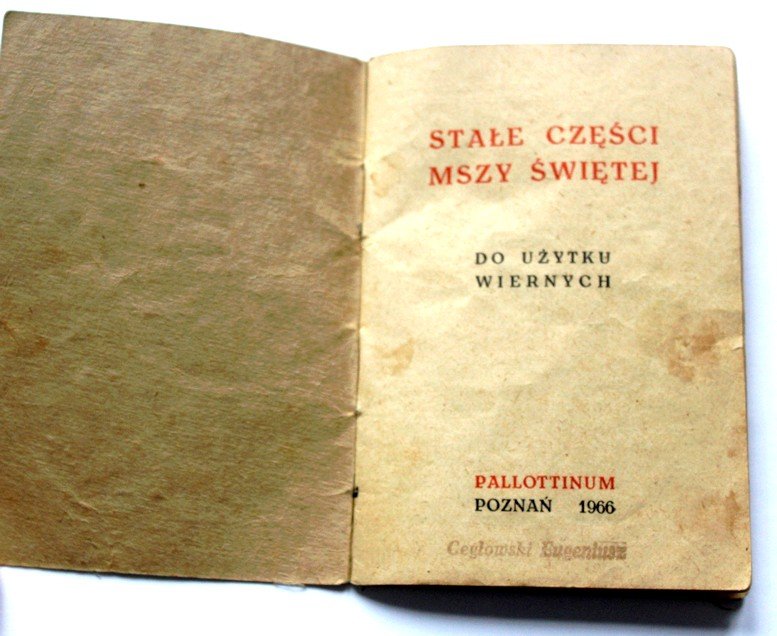 STAŁE CZĘŚCI
MSZY ŚWIĘTEJ
DO UŻYTKU
WIERNYCH
PALLOTTINUM
POZNAŃ 1966
Cegłowski Eugeniusz